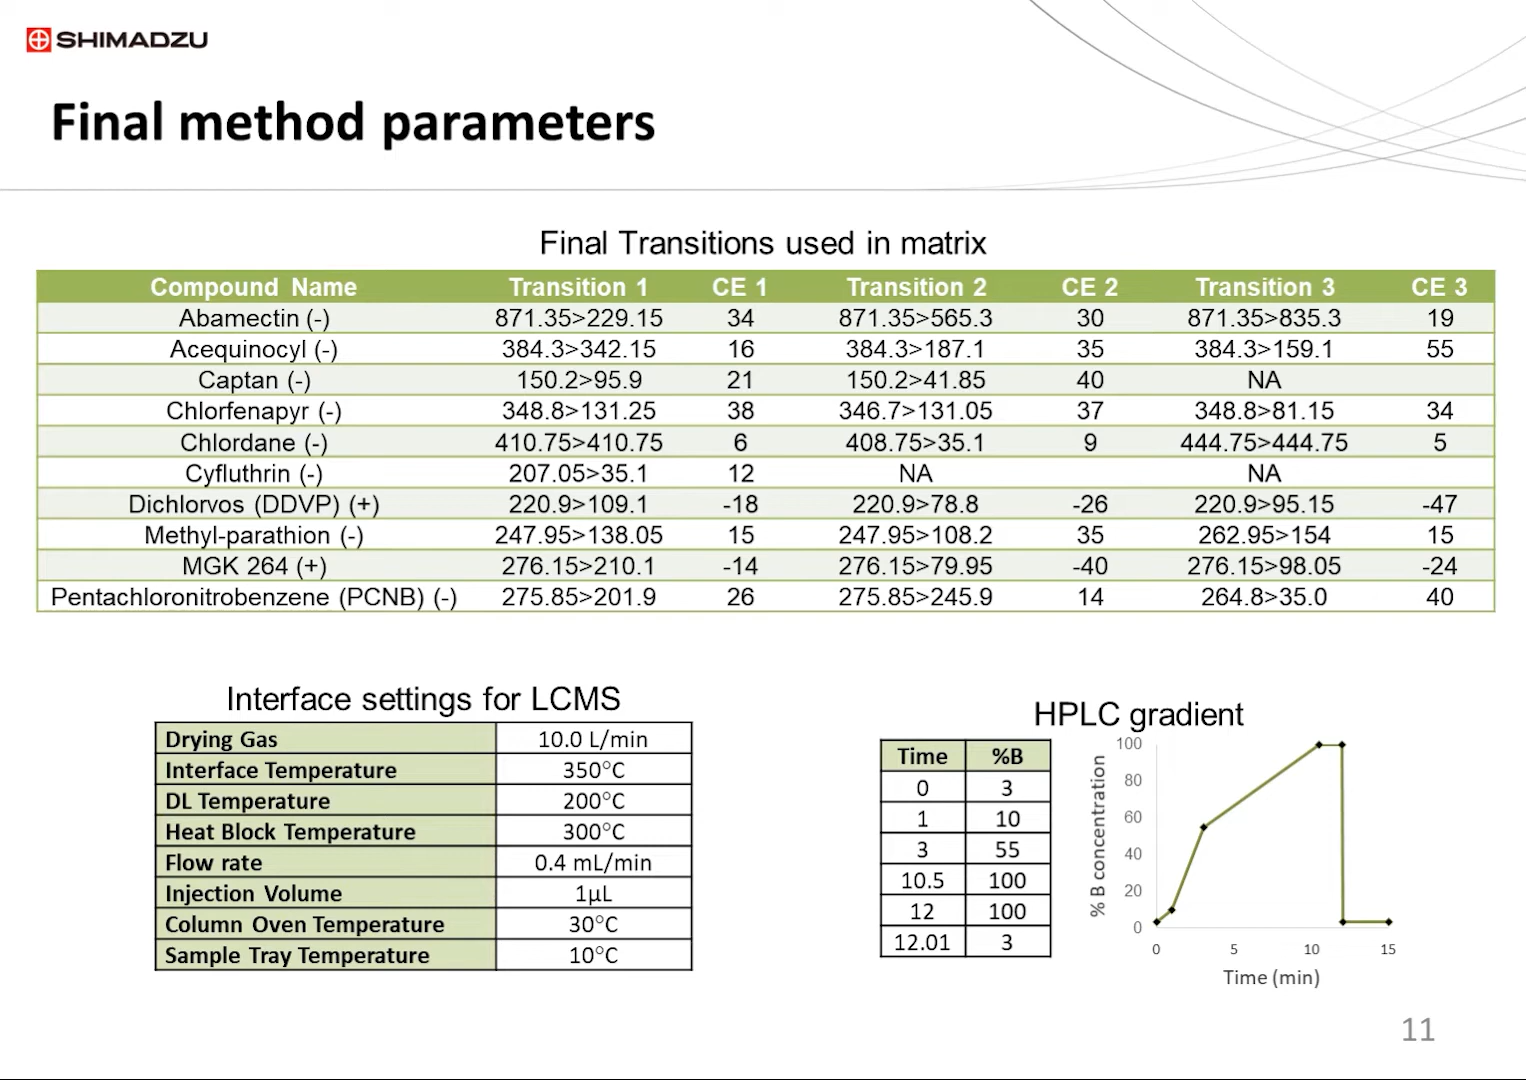 SHIMADZU
Final method parameters
Final Transitions used in matrix
Compound Name Transition 1 CE 1 Transition 2 CE 2 Transition 3 CE 3
Abamectin (-) 871.35>229.15 34 871.35>565.3 30 871.35>835.3 19
Acequinocyl (-) 384.3>342.15 16 384.3>187.1 35 384.3>159.1 55
Captan (-) 150.2>95.9 21 150.2>41.85 40 NA
Chlorfenapyr (-) 348.8>131.25 38 346.7>131.05 37 348.8>81.15 34
Chlordane (-) 410.75>410.75 6 408.75>35.1 9 444.75>444.75 5
Cyfluthrin (-) 207.05>35.1 12 NA NA
Dichlorvos (DDVP) (+) 220.9>109.1 -18 220.9>78.8 -26 220.9>95.15 -47
Methyl-parathion (-) 247.95>138.05 15 247.95>108.2 35 262.95>154 15
MGK 264 (+) 276.15>210.1 -14 276.15>79.95 -40 276.15>98.05 -24
Pentachloronitrobenzene (PCNB) (-) 275.85>201.9 26 275.85>245.9 14 264.8>35.0 40
Interface settings for LCMS
Drying Gas 10.0 L/min
Interface Temperature 350°C
DL Temperature 200°C
Heat Block Temperature 300°C
Flow rate 0.4 mL/min
Injection Volume 1µL
Column Oven Temperature 30°C
Sample Tray Temperature 10°C
HPLC gradient
Time %B
0 3
1 10
3 55
10.5 100
12 100
12.01 3
% B concentration
100
80
60
40
20
0
0 5 10 15
Time (min)
11